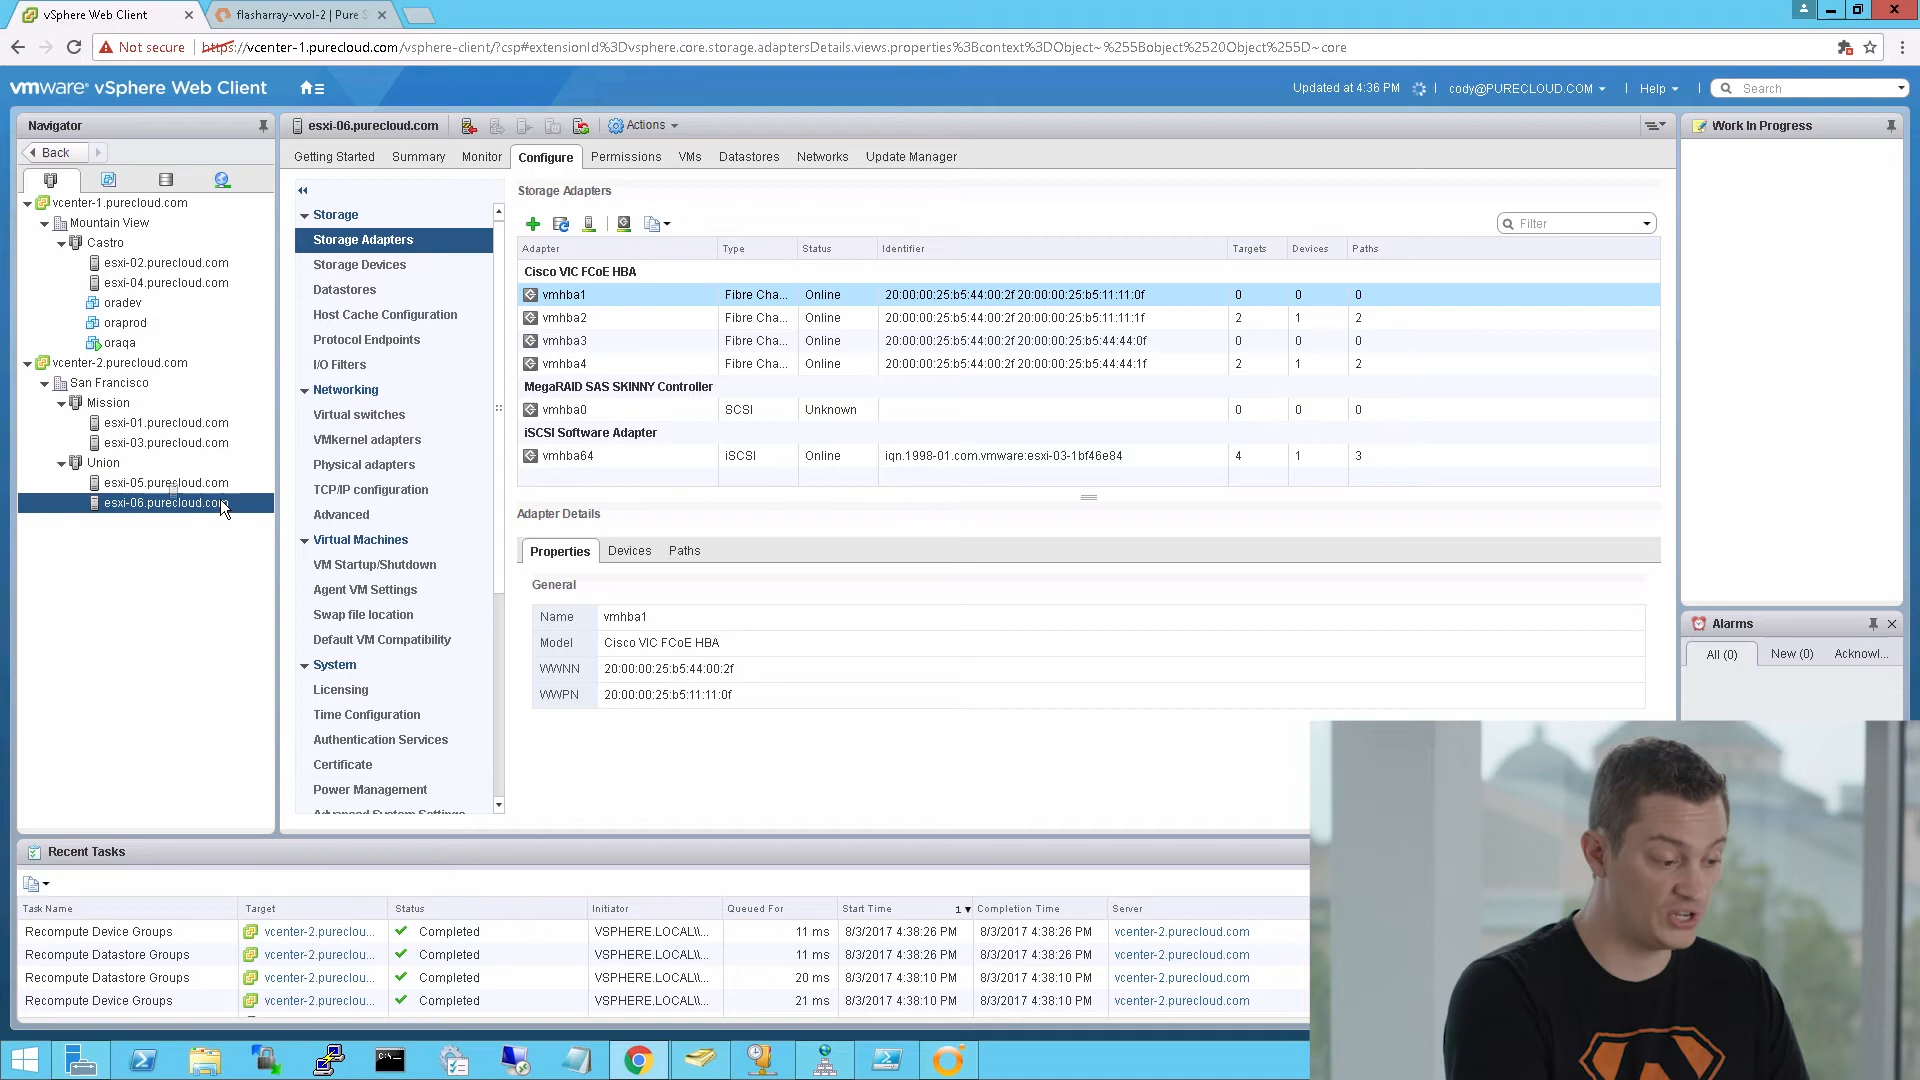 vSphere Web Client
flasharray-vvol-2 | Pure S
Not secure
https://vcenter-1.purecloud.com/vsphere-client/?csp#extensionId%3Dvsphere.core.storage.adaptersDetails.views.properties%3Bcontext%3DObject~%255Bobject%2520Object%255D~core
vmware® vSphere Web Client
Updated at 4:36 PM
cody@PURECLOUD.COM
Help
Search
Navigator
Back
vcenter-1.purecloud.com
Mountain View
Castro
esxi-02.purecloud.com
esxi-04.purecloud.com
oradev
oraprod
oraqa
vcenter-2.purecloud.com
San Francisco
Mission
esxi-01.purecloud.com
esxi-03.purecloud.com
Union
esxi-05.purecloud.com
esxi-06.purecloud.com
esxi-06.purecloud.com
Actions
Getting Started Summary Monitor Configure Permissions VMs Datastores Networks Update Manager
Storage
Storage Adapters
Storage Devices
Datastores
Host Cache Configuration
Protocol Endpoints
I/O Filters
Networking
Virtual switches
VMkernel adapters
Physical adapters
TCP/IP configuration
Advanced
Virtual Machines
VM Startup/Shutdown
Agent VM Settings
Swap file location
Default VM Compatibility
System
Licensing
Time Configuration
Authentication Services
Certificate
Power Management
Advanced System Settings
Storage Adapters
Filter
Adapter Type Status Identifier Targets Devices Paths
Cisco VIC FCoE HBA
vmhba1 Fibre Cha... Online 20:00:00:25:b5:44:00:2f 20:00:00:25:b5:11:11:0f 0 0 0
vmhba2 Fibre Cha... Online 20:00:00:25:b5:44:00:2f 20:00:00:25:b5:11:11:1f 2 1 2
vmhba3 Fibre Cha... Online 20:00:00:25:b5:44:00:2f 20:00:00:25:b5:44:44:0f 0 0 0
vmhba4 Fibre Cha... Online 20:00:00:25:b5:44:00:2f 20:00:00:25:b5:44:44:1f 2 1 2
MegaRAID SAS SKINNY Controller
vmhba0 SCSI Unknown 0 0 0
iSCSI Software Adapter
vmhba64 iSCSI Online iqn.1998-01.com.vmware:esxi-03-1bf46e84 4 1 3
Adapter Details
Properties Devices Paths
General
Name vmhba1
Model Cisco VIC FCoE HBA
WWNN 20:00:00:25:b5:44:00:2f
WWPN 20:00:00:25:b5:11:11:0f
Work In Progress
Alarms
All (0) New (0) Acknowl...
Recent Tasks
Task Name Target Status Initiator Queued For Start Time 1 Completion Time Server
Recompute Device Groups vcenter-2.pureclou... Completed VSPHERE.LOCAL\\... 11 ms 8/3/2017 4:38:26 PM 8/3/2017 4:38:26 PM vcenter-2.purecloud.com
Recompute Datastore Groups vcenter-2.pureclou... Completed VSPHERE.LOCAL\\... 11 ms 8/3/2017 4:38:26 PM 8/3/2017 4:38:26 PM vcenter-2.purecloud.com
Recompute Datastore Groups vcenter-2.pureclou... Completed VSPHERE.LOCAL\\... 20 ms 8/3/2017 4:38:10 PM 8/3/2017 4:38:10 PM vcenter-2.purecloud.com
Recompute Device Groups vcenter-2.pureclou... Completed VSPHERE.LOCAL\\... 21 ms 8/3/2017 4:38:10 PM 8/3/2017 4:38:10 PM vcenter-2.purecloud.com